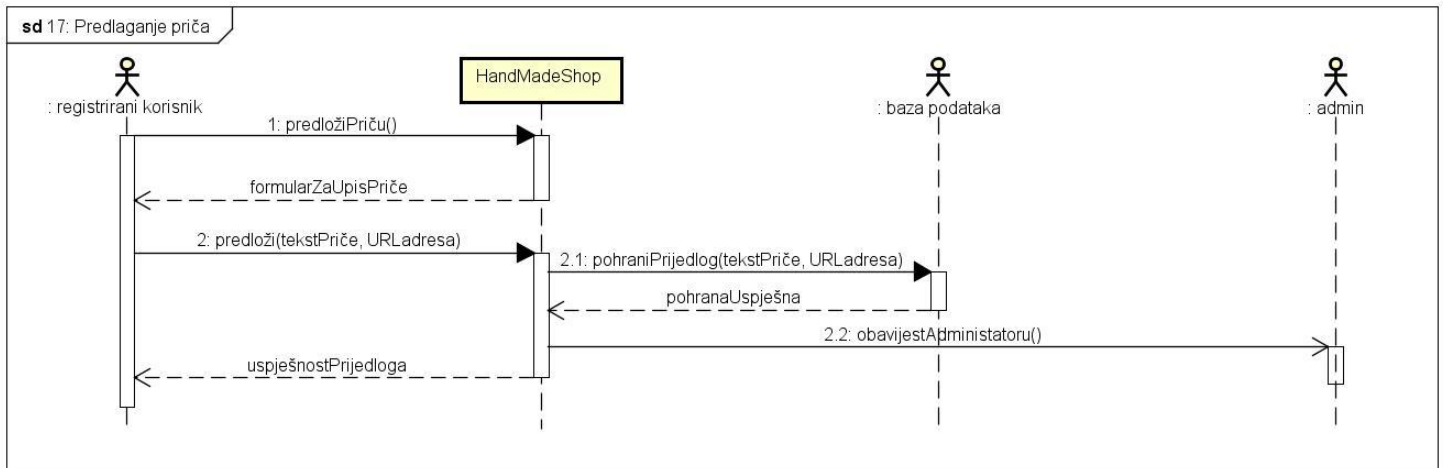 sd 17: Predlaganje priča
HandMadeShop
: registrirani korisnik
: baza podataka
: admin
1: predložiPriču()
formularZaUpisPriče
2: predloži(tekstPriče, URLadresa)
2.1: pohraniPrijedlog(tekstPriče, URLadresa)
pohranaUspješna
2.2: obavijestAdministatoru()
uspješnostPrijedloga